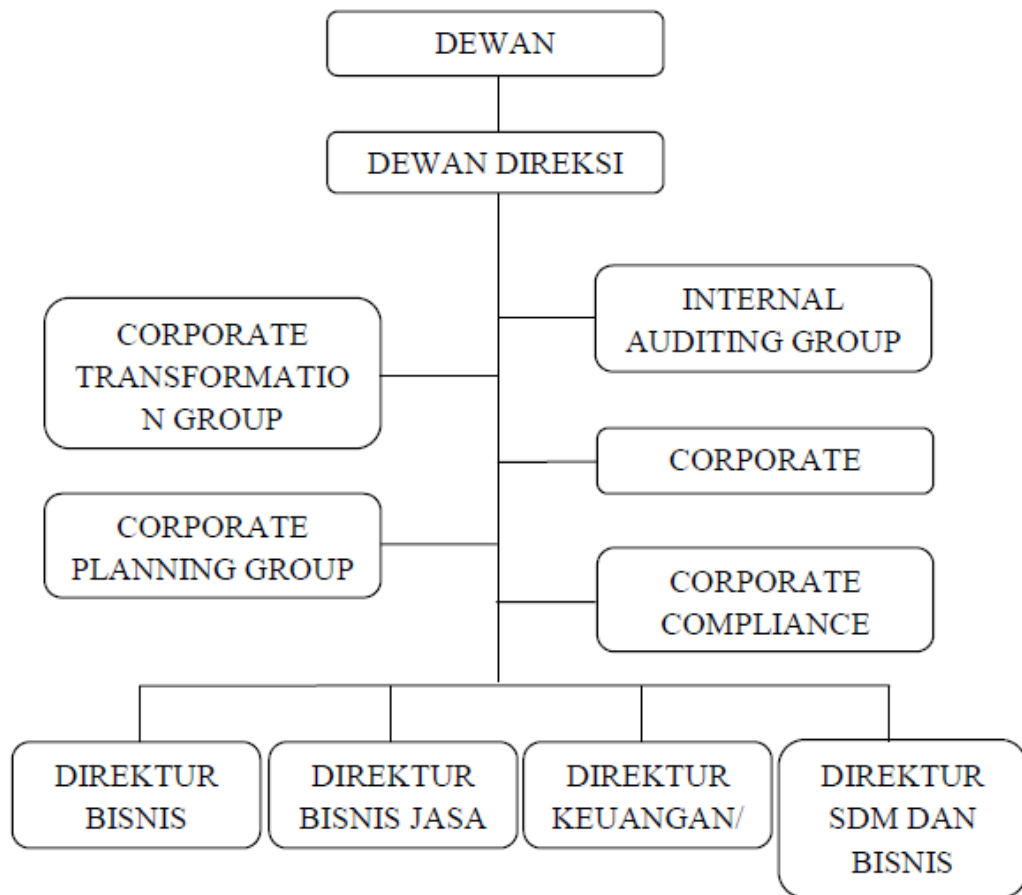 DEWAN
DEWAN DIREKSI
INTERNAL
AUDITING GROUP
CORPORATE
TRANSFORMATIO
N GROUP
CORPORATE
CORPORATE
PLANNING GROUP
CORPORATE
COMPLIANCE
DIREKTUR
BISNIS
DIREKTUR
BISNIS JASA
DIREKTUR
KEUANGAN/
DIREKTUR
SDM DAN
BISNIS